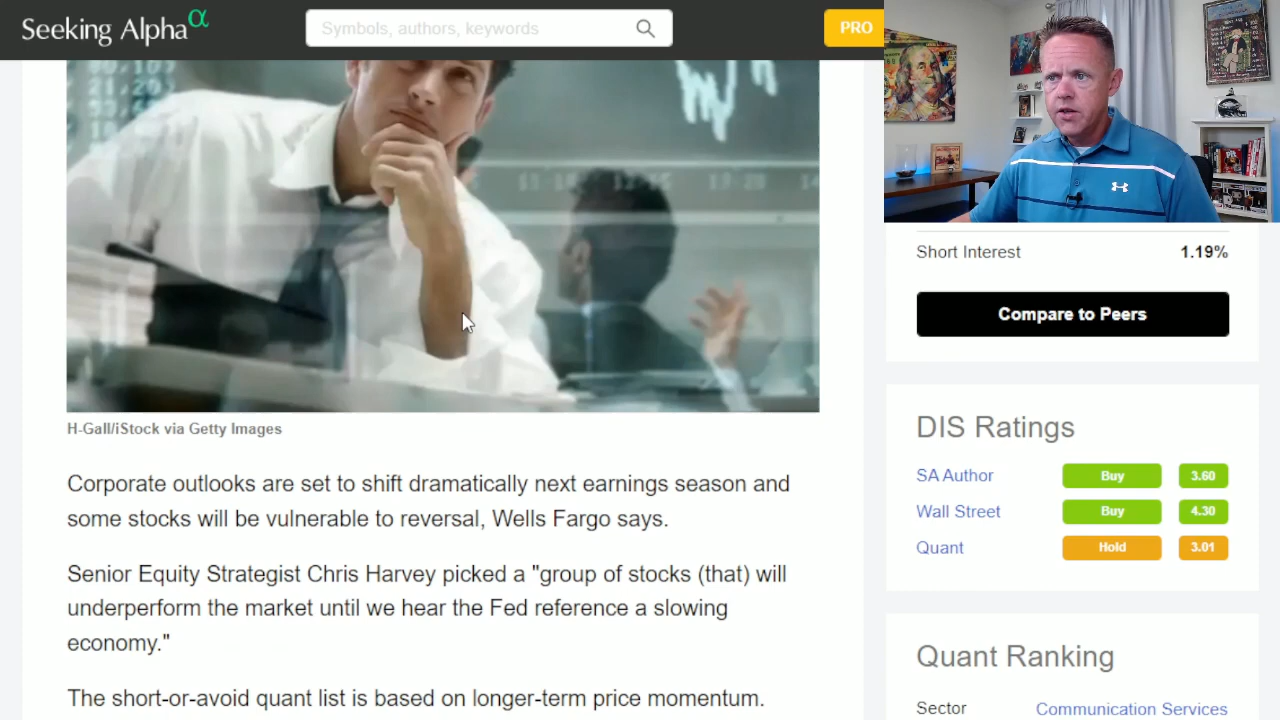 Seeking Alpha α
Symbols, authors, keywords
PRO
Short Interest 1.19%
Compare to Peers
H-Gall/iStock via Getty Images
Corporate outlooks are set to shift dramatically next earnings season and
some stocks will be vulnerable to reversal, Wells Fargo says.
Senior Equity Strategist Chris Harvey picked a "group of stocks (that) will
underperform the market until we hear the Fed reference a slowing
economy."
The short-or-avoid quant list is based on longer-term price momentum.
DIS Ratings
SA Author Buy 3.60
Wall Street Buy 4.30
Quant Hold 3.01
Quant Ranking
Sector Communication Services